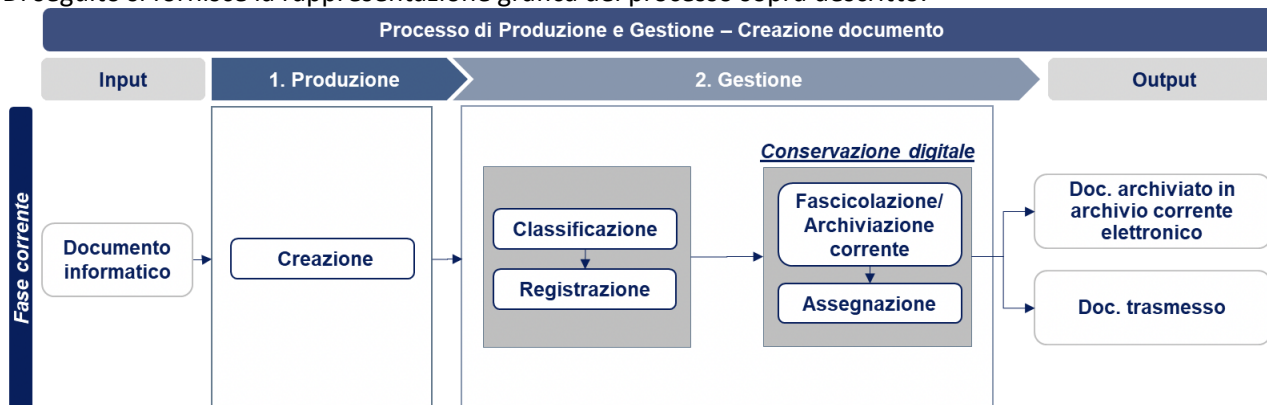 Di seguito si fornisce la rappresentazione grafica del processo sopra descritto:
Processo di Produzione e Gestione – Creazione documento
Input
1. Produzione
2. Gestione
Output
Fase corrente
Documento
informatico
Creazione
Classificazione
Registrazione
Conservazione digitale
Fascicolazione/
Archiviazione
corrente
Assegnazione
Doc. archiviato in
archivio corrente
elettronico
Doc. trasmesso